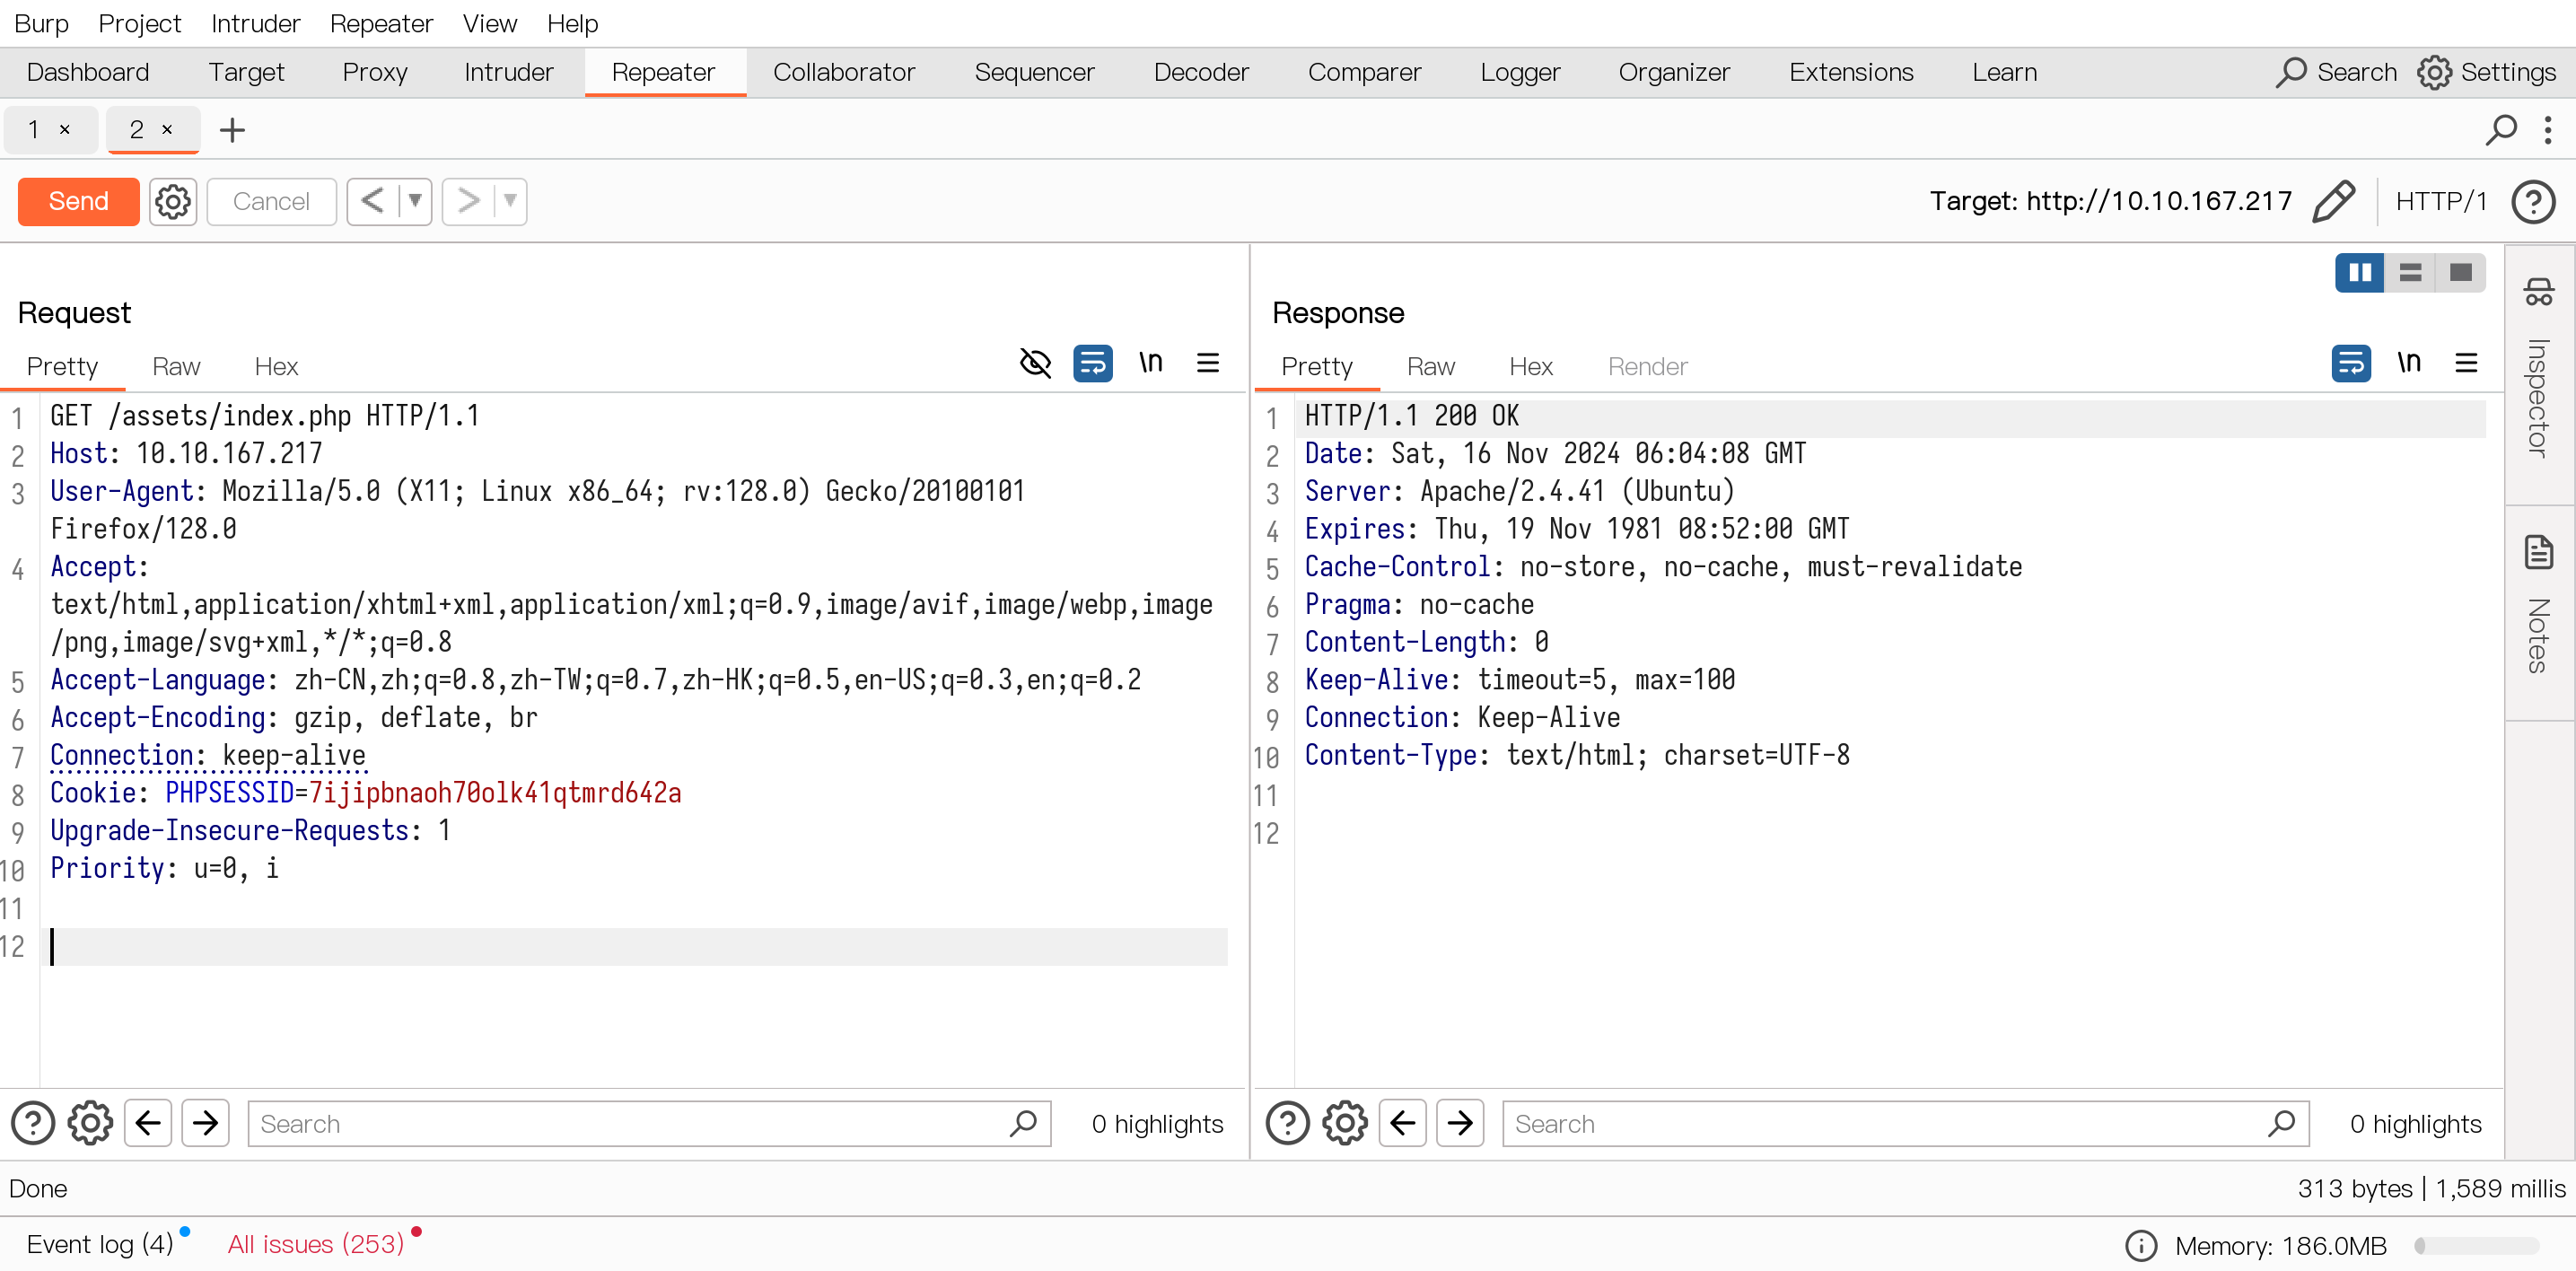 Burp Project Intruder Repeater View Help
Dashboard Target Proxy Intruder Repeater Collaborator Sequencer Decoder Comparer Logger Organizer Extensions Learn Search Settings
1 × 2 × +
Send Cancel < > Target: http://10.10.167.217 HTTP/1
Request
Pretty Raw Hex \n
1 GET /assets/index.php HTTP/1.1
2 Host: 10.10.167.217
3 User-Agent: Mozilla/5.0 (X11; Linux x86_64; rv:128.0) Gecko/20100101
Firefox/128.0
4 Accept:
text/html,application/xhtml+xml,application/xml;q=0.9,image/avif,image/webp,image
/png,image/svg+xml,*/*;q=0.8
5 Accept-Language: zh-CN,zh;q=0.8,zh-TW;q=0.7,zh-HK;q=0.5,en-US;q=0.3,en;q=0.2
6 Accept-Encoding: gzip, deflate, br
7 Connection: keep-alive
8 Cookie: PHPSESSID=7ijipbnaoh70olk41qtmrd642a
9 Upgrade-Insecure-Requests: 1
10 Priority: u=0, i
11
12
Search 0 highlights
Response
Pretty Raw Hex Render \n
1 HTTP/1.1 200 OK
2 Date: Sat, 16 Nov 2024 06:04:08 GMT
3 Server: Apache/2.4.41 (Ubuntu)
4 Expires: Thu, 19 Nov 1981 08:52:00 GMT
5 Cache-Control: no-store, no-cache, must-revalidate
6 Pragma: no-cache
7 Content-Length: 0
8 Keep-Alive: timeout=5, max=100
9 Connection: Keep-Alive
10 Content-Type: text/html; charset=UTF-8
11
12
Search 0 highlights
Inspector
Notes
Done 313 bytes | 1,589 millis
Event log (4) All issues (253) Memory: 186.0MB